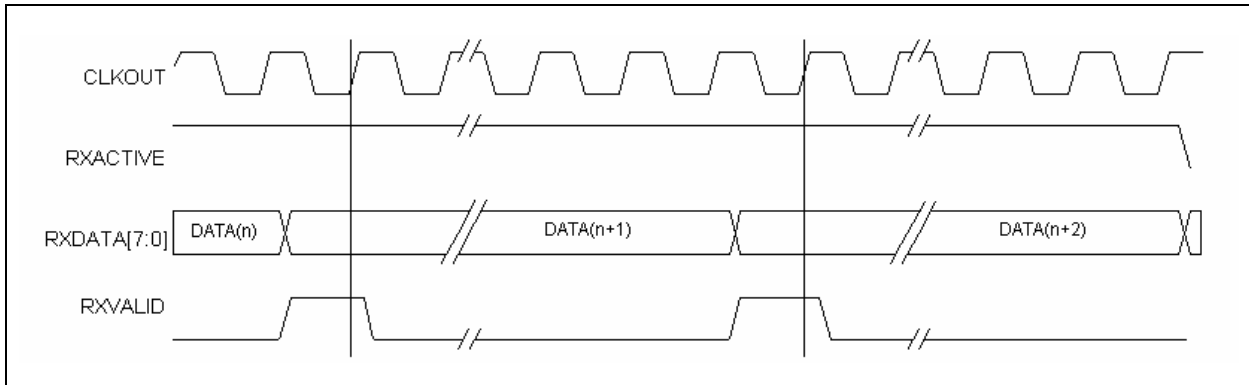 CLKOUT
RXACTIVE
RXDATA[7:0]
DATA(n)
DATA(n+1)
DATA(n+2)
RXVALID